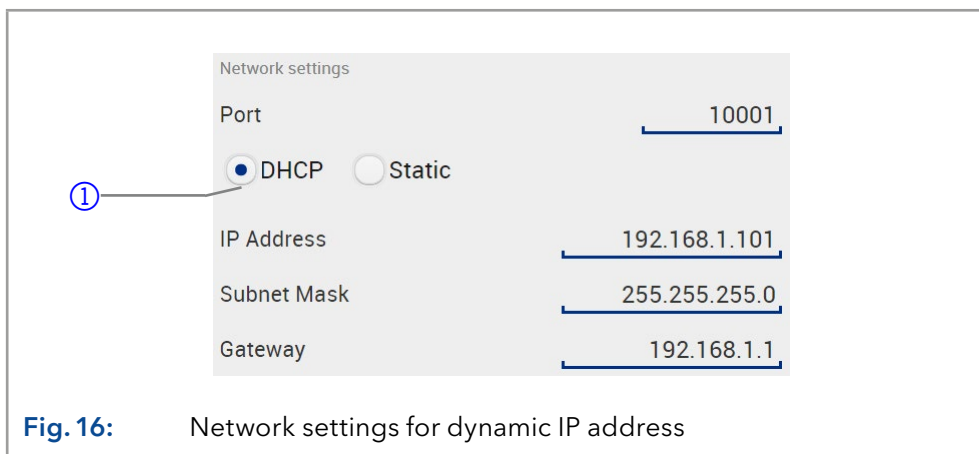 Network settings
Port 10001
DHCP Static
1
IP Address 192.168.1.101
Subnet Mask 255.255.255.0
Gateway 192.168.1.1
Fig. 16: Network settings for dynamic IP address